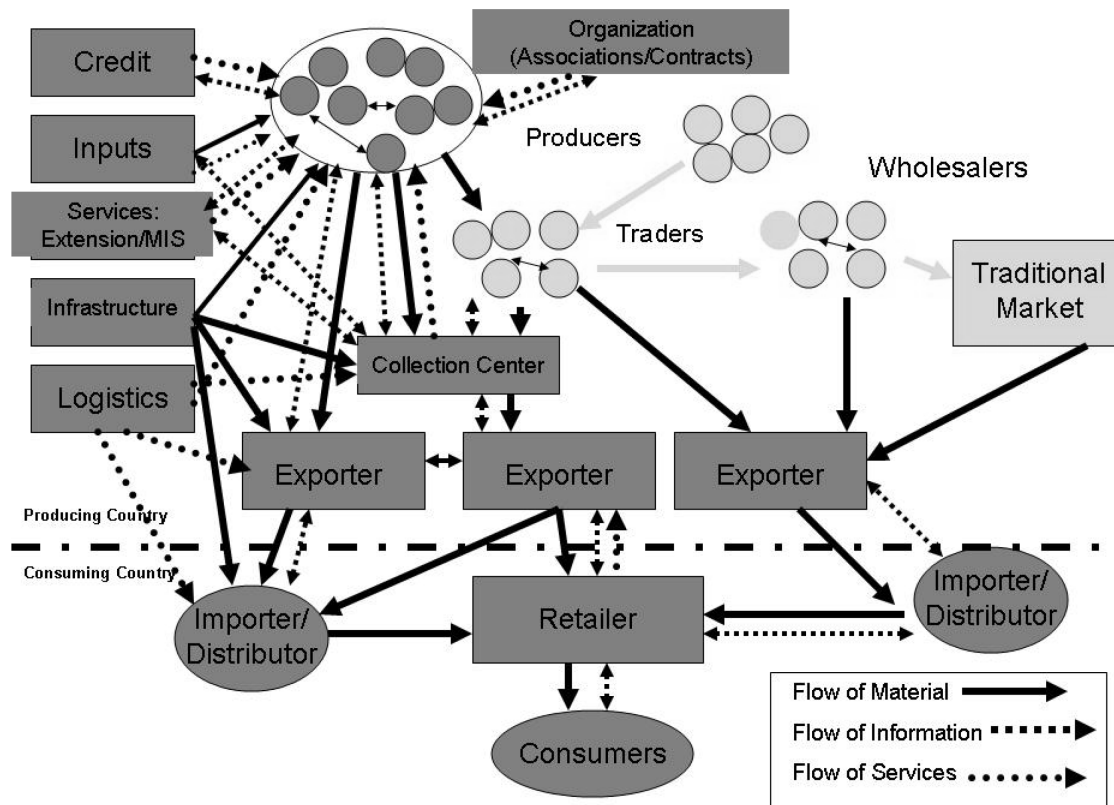 Credit
Organization
(Associations/Contracts)
Inputs
Producers
Wholesalers
Services:
Extension/MIS
Traders
Traditional
Market
Infrastructure
Collection Center
Logistics
Exporter
Exporter
Exporter
Producing Country
Consuming Country
Importer/
Distributor
Retailer
Importer/
Distributor
Consumers
Flow of Material
Flow of Information
Flow of Services